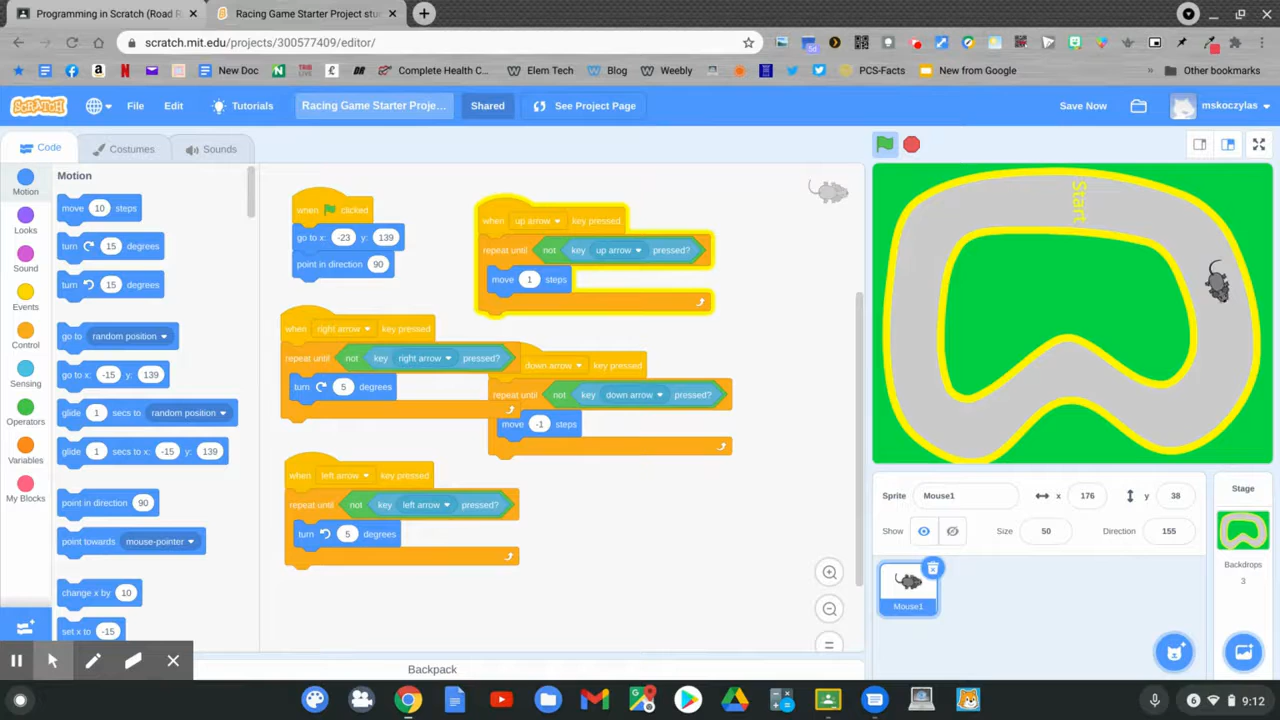 Programming in Scratch (Road R
Racing Game Starter Project stu
scratch.mit.edu/projects/300577409/editor/
New Doc
Complete Health C...
Elem Tech
Blog
Weebly
PCS-Facts
New from Google
Other bookmarks
SCRATCH
File
Edit
Tutorials
Racing Game Starter Proje...
Shared
See Project Page
Save Now
mskoczylas
Code
Costumes
Sounds
Motion
Looks
Sound
Events
Control
Sensing
Operators
Variables
My Blocks
Motion
move 10 steps
turn 15 degrees
turn 15 degrees
go to random position
go to x: -15 y: 139
glide 1 secs to random position
glide 1 secs to x: -15 y: 139
point in direction 90
point towards mouse-pointer
change x by 10
set x to -15
when clicked
go to x: -23 y: 139
point in direction 90
when up arrow key pressed
repeat until not key up arrow pressed?
move 1 steps
when right arrow key pressed
repeat until not key right arrow pressed?
turn 5 degrees
down arrow key pressed
repeat until not key down arrow pressed?
move -1 steps
when left arrow key pressed
repeat until not key left arrow pressed?
turn 5 degrees
Backpack
Start
Sprite Mouse1 x 176 y 38
Show Size 50 Direction 155
Mouse1
Stage
Backdrops
3
6 9:12